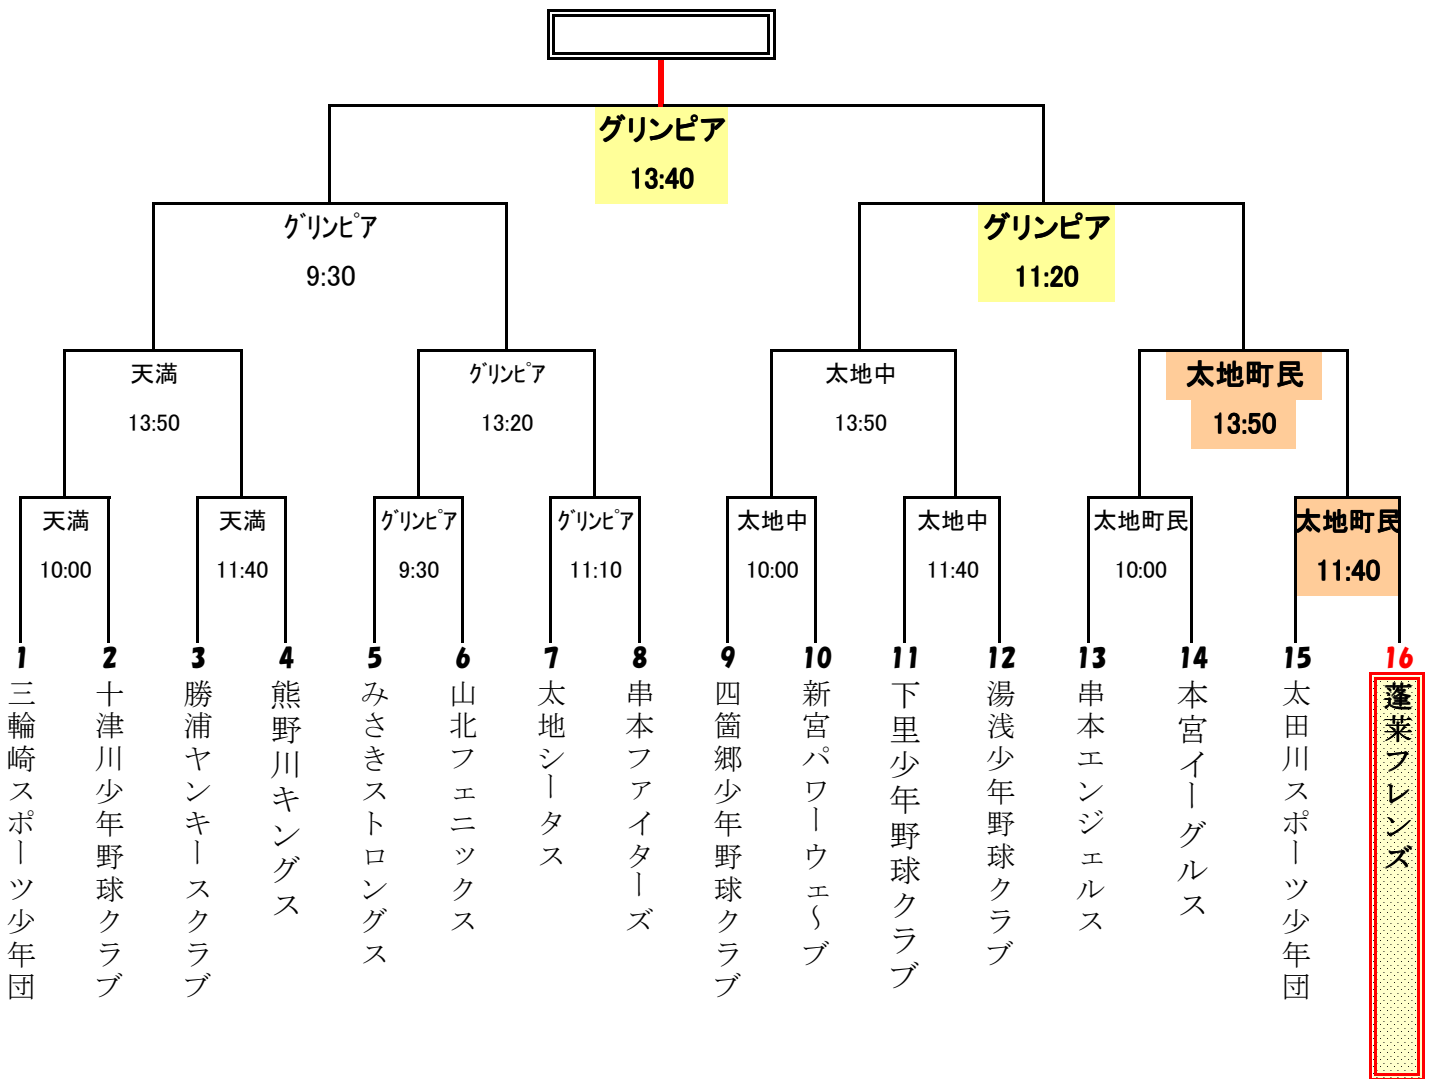 グリンピア
13:40
グリンピア
9:30
グリンピア
11:20
天満
13:50
グリンピア
13:20
太地中
13:50
太地町民
13:50
天満
10:00
天満
11:40
グリンピア
9:30
グリンピア
11:10
太地中
10:00
太地中
11:40
太地町民
10:00
太地町民
11:40
1
三輪崎スポーツ少年団
2
十津川少年野球クラブ
3
勝浦ヤンキースクラブ
4
熊野川キングス
5
みさきストロングス
6
山北フェニックス
7
太地シータス
8
串本ファイターズ
9
四箇郷少年野球クラブ
10
新宮パワーウェ～ブ
11
下里少年野球クラブ
12
湯浅少年野球クラブ
13
串本エンジェルス
14
本宮イーグルス
15
太田川スポーツ少年団
16
蓬莱フレンズ